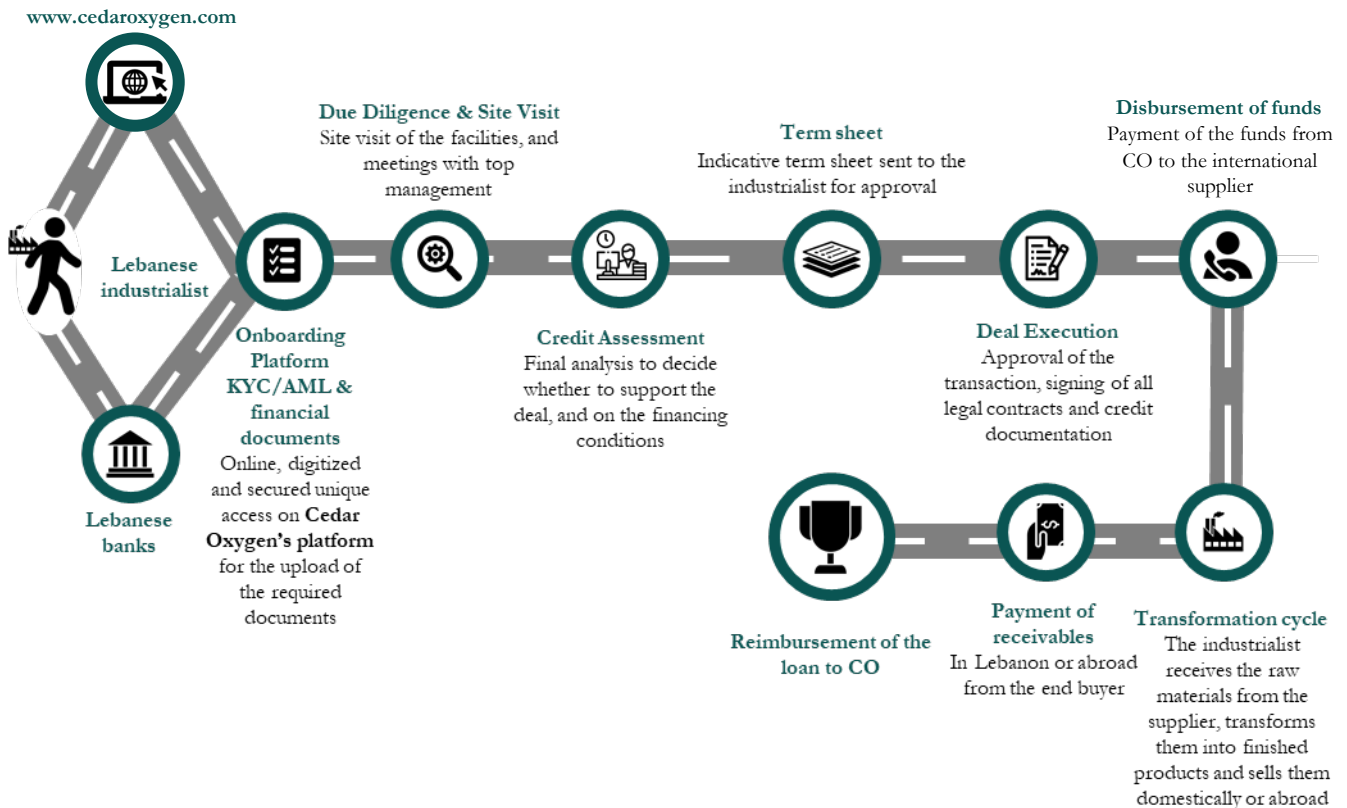 www.cedaroxygen.com
Lebanese
industrialist
Lebanese
banks
Onboarding
Platform
KYC/AML &
financial
documents
Online, digitized
and secured unique
access on Cedar
Oxygen's platform
for the upload of
the required
documents
Due Diligence & Site Visit
Site visit of the facilities, and
meetings with top
management
Credit Assessment
Final analysis to decide
whether to support the
deal, and on the financing
conditions
Term sheet
Indicative term sheet sent to the
industrialist for approval
Deal Execution
Approval of the
transaction, signing of all
legal contracts and credit
documentation
Disbursement of funds
Payment of the funds from
CO to the international
supplier
Transformation cycle
The industrialist
receives the raw
materials from the
supplier, transforms
them into finished
products and sells them
domestically or abroad
Payment of
receivables
In Lebanon or abroad
from the end buyer
Reimbursement of the
loan to CO